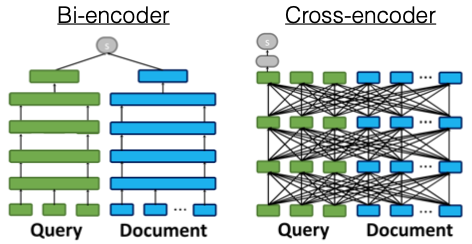 Bi-encoder
Cross-encoder
s
s
...
...
...
...
...
Query
Document
Query
Document